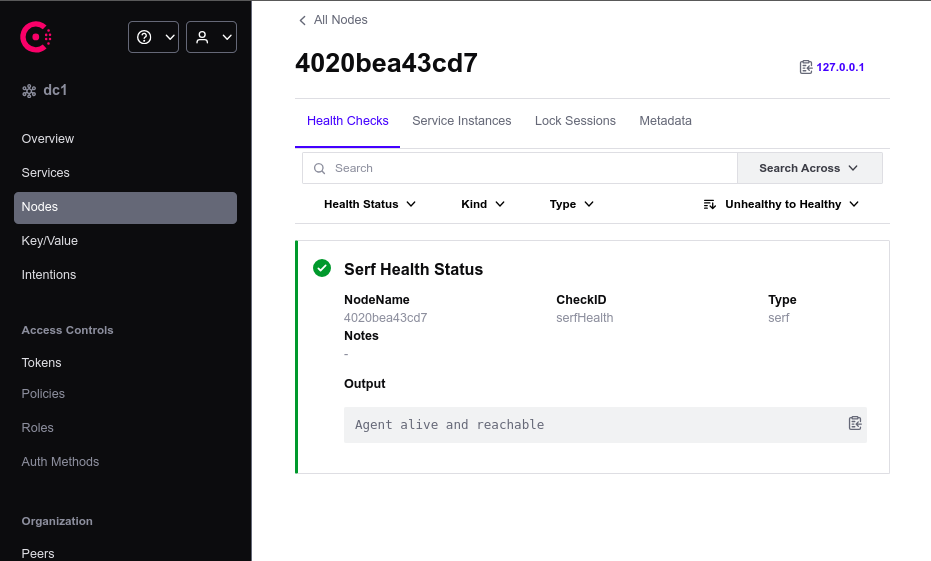 dc1
Overview
Services
Nodes
Key/Value
Intentions
Access Controls
Tokens
Policies
Roles
Auth Methods
Organization
Peers
All Nodes
4020bea43cd7
127.0.0.1
Health Checks Service Instances Lock Sessions Metadata
Search Search Across
Health Status Kind Type Unhealthy to Healthy
Serf Health Status
NodeName CheckID Type
4020bea43cd7 serfHealth serf
Notes
-
Output
Agent alive and reachable